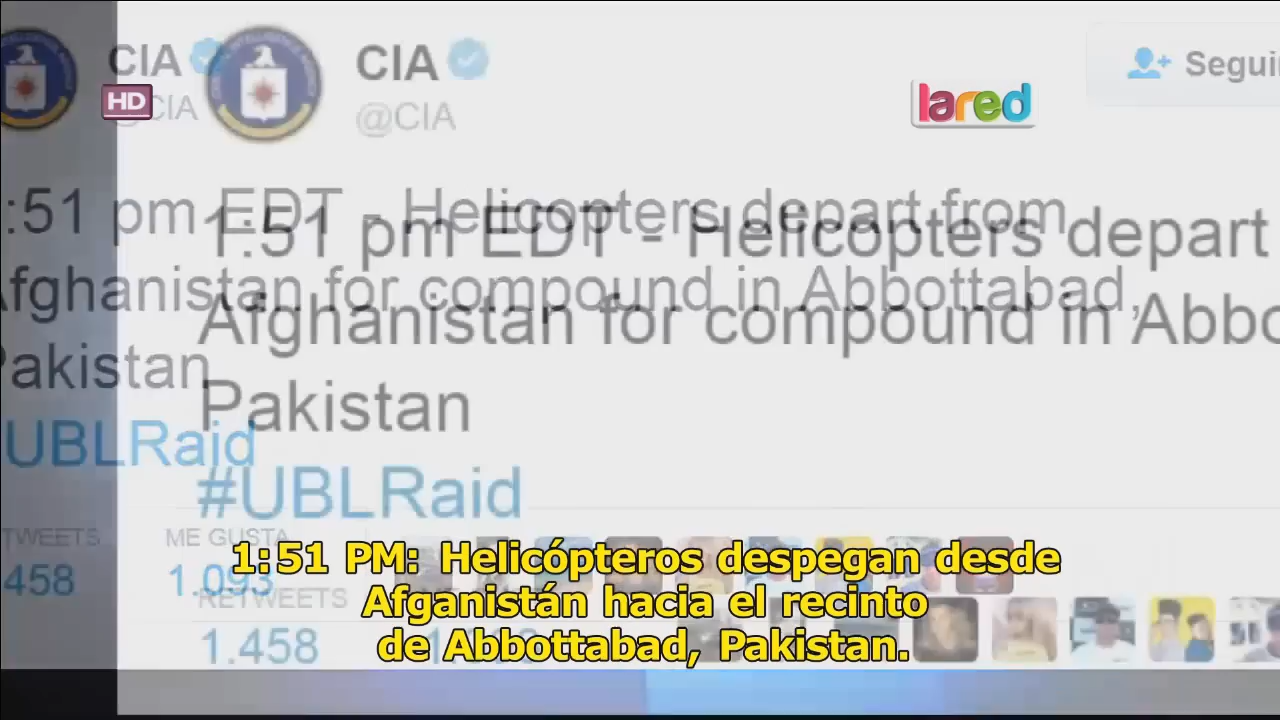 CIA
@CIA
HD
CIA
@CIA
Segui
lared
:51 pm EDT - Helicopters depart from
Afghanistan for compound in Abbottabad,
Pakistan
UBLRaid
TWEETS
ME GUSTA
458
1.093
1:51 pm EDT - Helicopters depart
Afghanistan for compound in Abbo
Pakistan
#UBLRaid
RETWEETS
1.458
1:51 PM: Helicópteros despegan desde
Afganistán hacia el recinto
de Abbottabad, Pakistan.